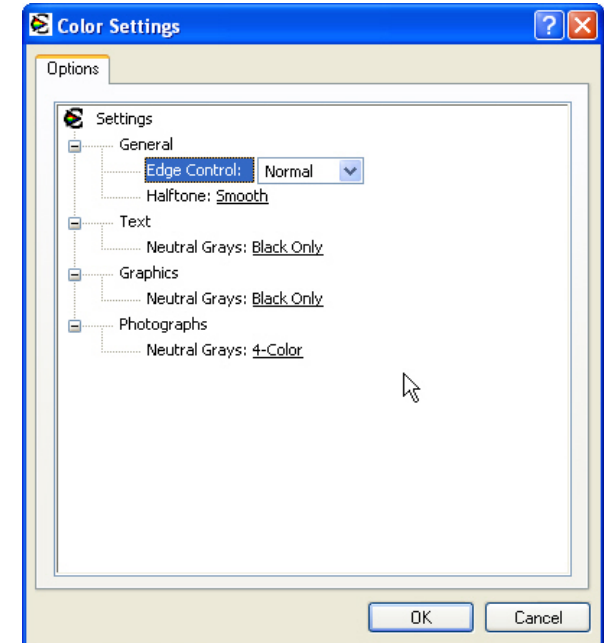 Color Settings
Options
Settings
General
Edge Control: Normal
Halftone: Smooth
Text
Neutral Grays: Black Only
Graphics
Neutral Grays: Black Only
Photographs
Neutral Grays: 4-Color
OK Cancel